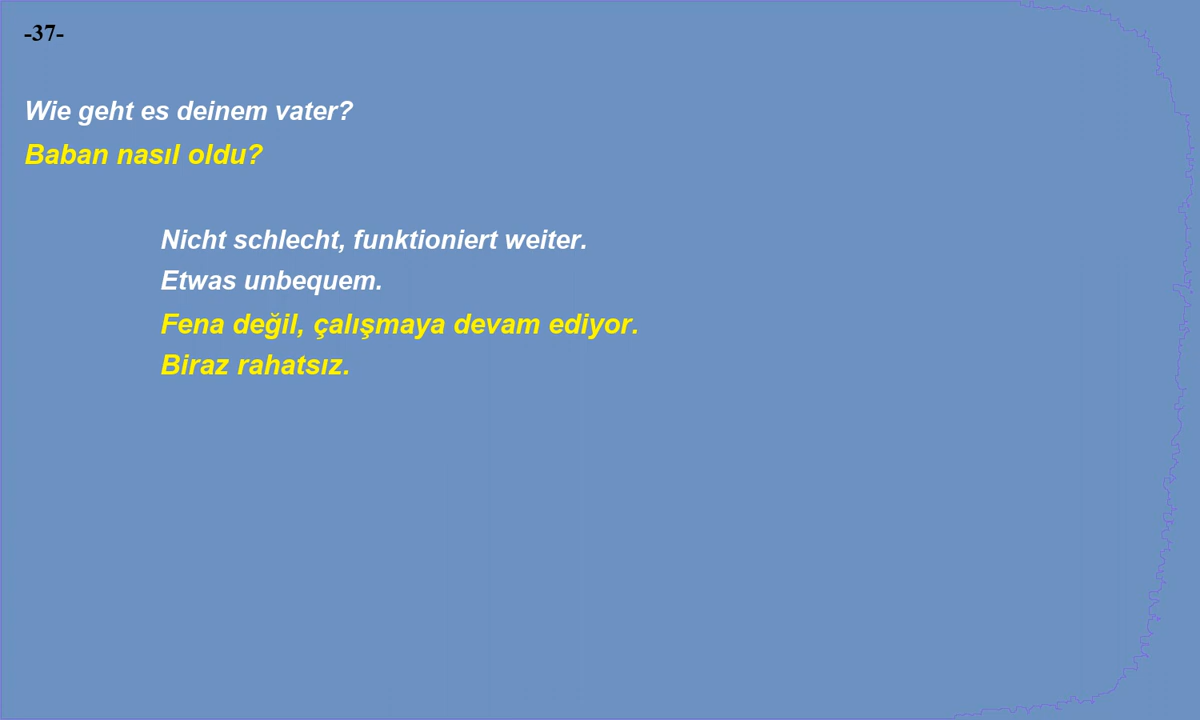 -37-
Wie geht es deinem vater?
Baban nasıl oldu?
Nicht schlecht, funktioniert weiter.
Etwas unbequem.
Fena değil, çalışmaya devam ediyor.
Biraz rahatsız.